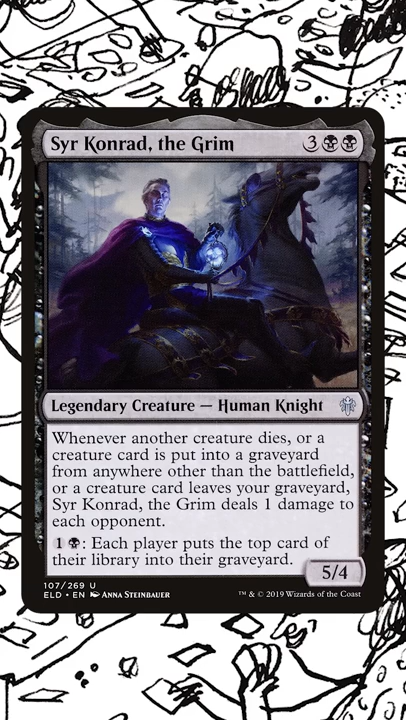 Syr Konrad, the Grim 3
Legendary Creature — Human Knight
Whenever another creature dies, or a
creature card is put into a graveyard
from anywhere other than the battlefield,
or a creature card leaves your graveyard,
Syr Konrad, the Grim deals 1 damage to
each opponent.
1 : Each player puts the top card of
their library into their graveyard.
5/4
107/269 U
ELD • EN Anna Steinbauer
™ & © 2019 Wizards of the Coast